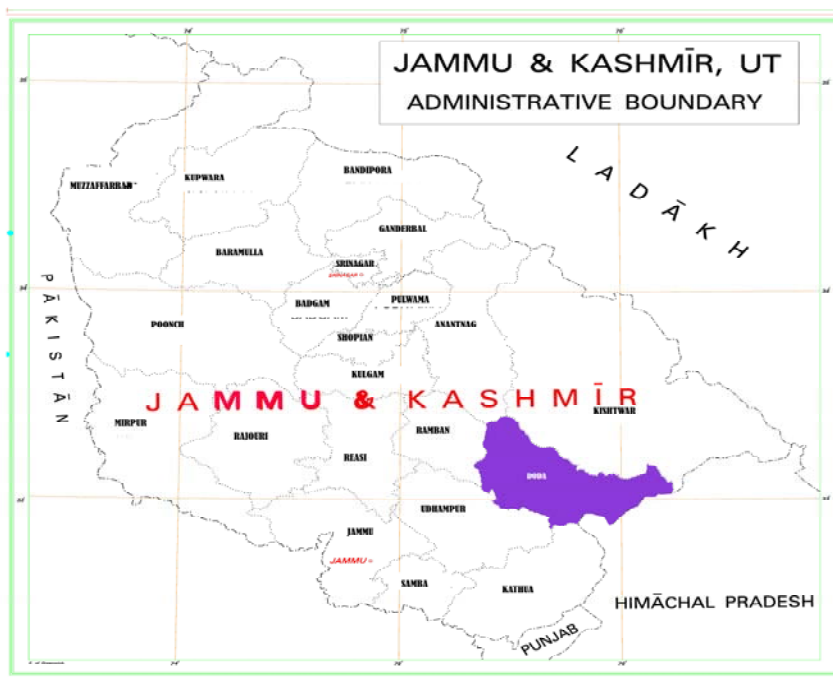 JAMMU & KASHMĪR, UT
ADMINISTRATIVE BOUNDARY
LADĀKH
PĀKISTĀN
MUZZAFFARBAD
KUPWARA
BANDIPORA
GANDERBAL
BARAMULLA
SRINAGAR
BADGAM
PULWAMA
POONCH
SHOPIAN
ANANTNAG
KULGAM
JAMMU & KASHMĪR
KISHTWAR
MIRPUR
RAJOURI
RAMBAN
REASI
DODA
UDHAMPUR
JAMMU
JAMMU
SAMBA
KATHUA
HIMĀCHAL PRADESH
PUNJAB